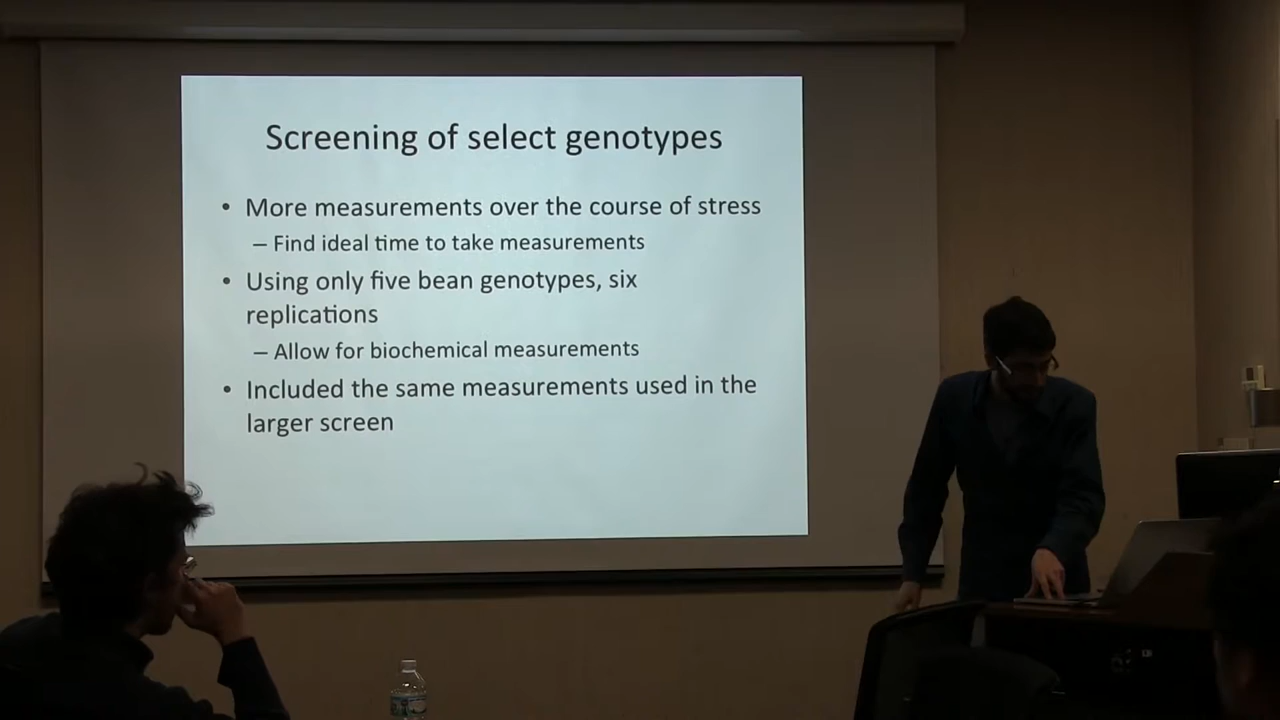 Screening of select genotypes
• More measurements over the course of stress
– Find ideal time to take measurements
• Using only five bean genotypes, six
replications
– Allow for biochemical measurements
• Included the same measurements used in the
larger screen